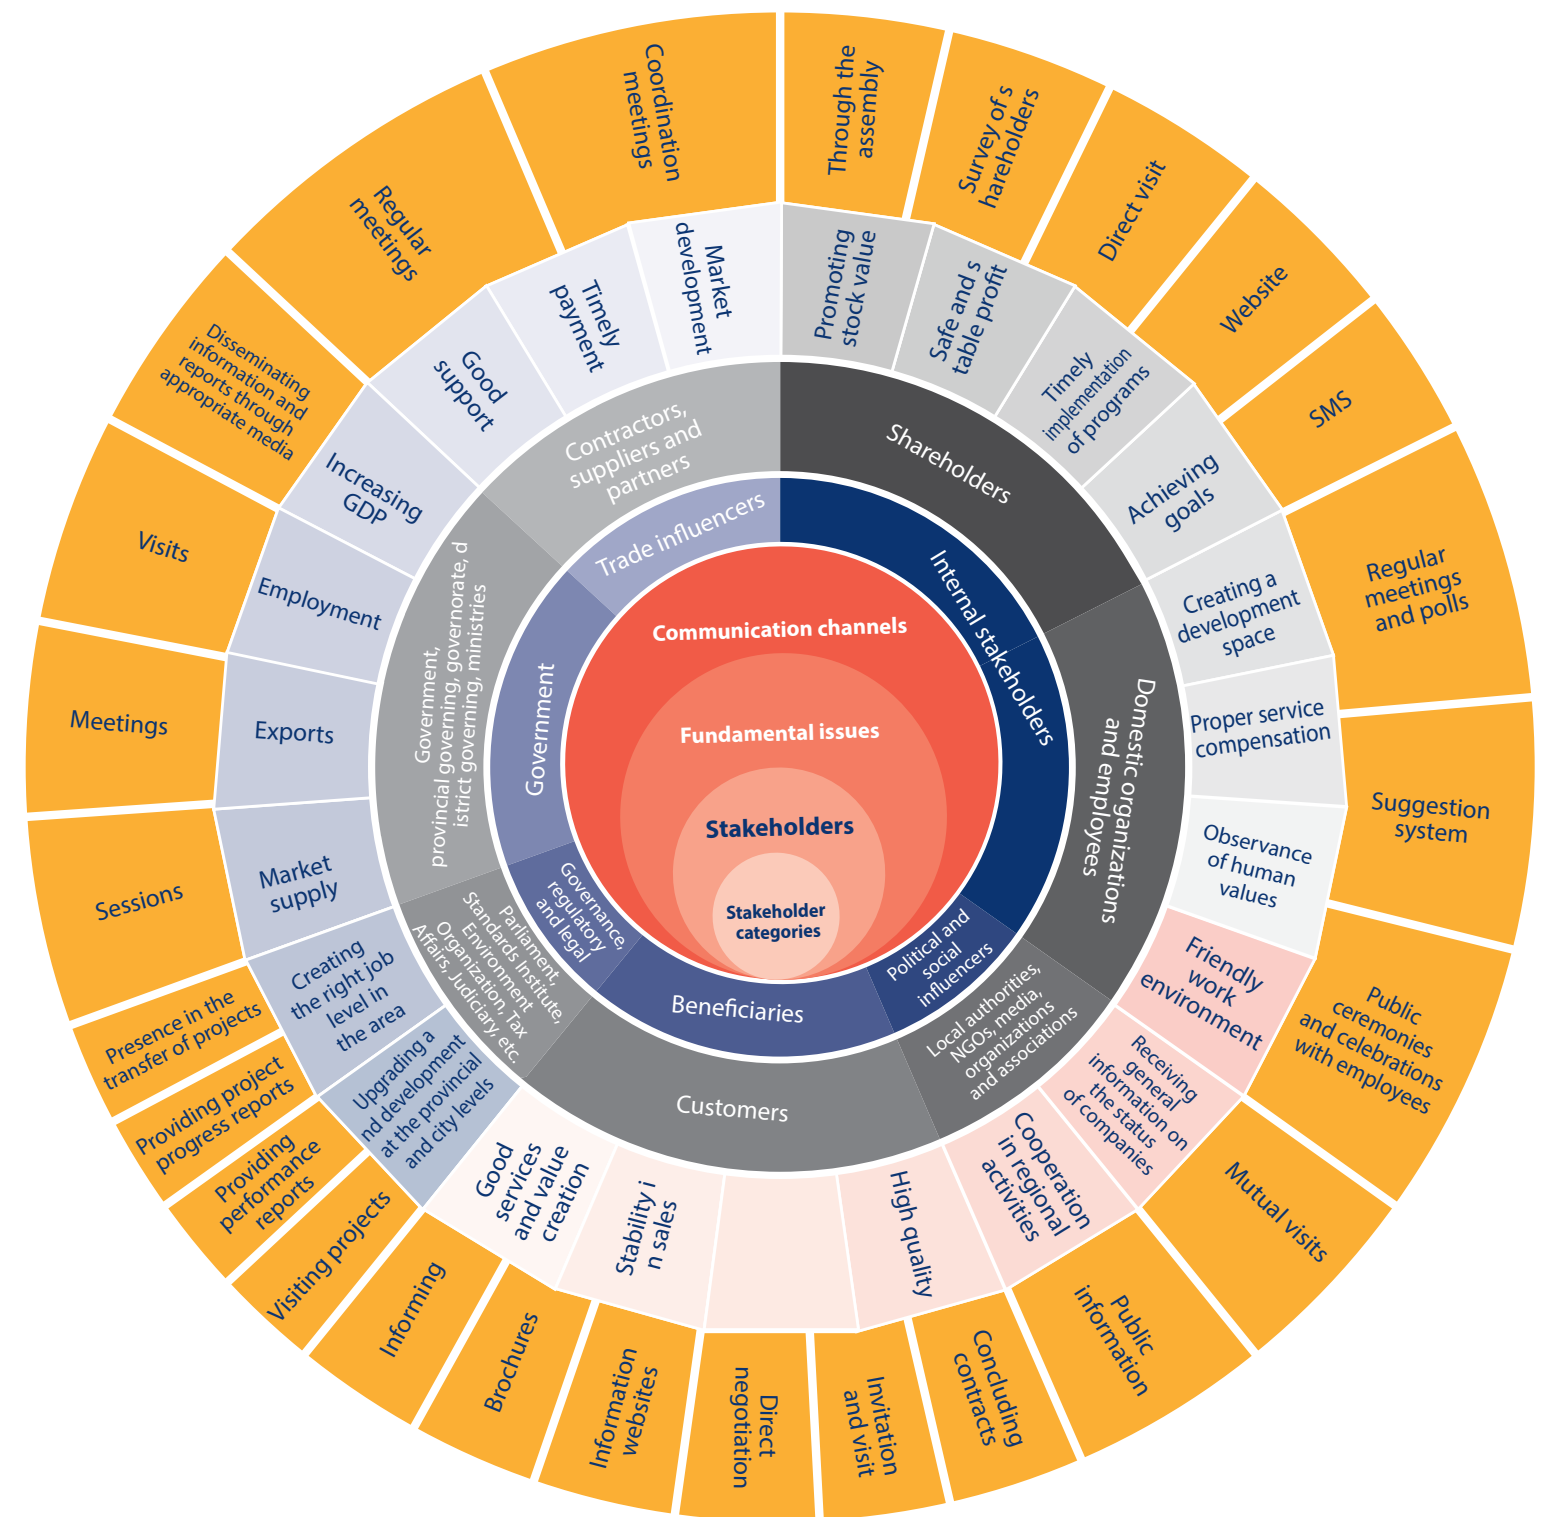 Through the
assembly
Survey of s
hareholders
Direct visit
Website
SMS
Regular
meetings
and polls
Suggestion
system
Public
ceremonies
and celebrations
with employees
Mutual visits
Public
information
Concluding
contracts
Invitation
and visit
Direct
negotiation
Information
websites
Brochures
Informing
Visiting projects
Providing
performance
reports
Providing project
progress reports
Presence in the
transfer of projects
Sessions
Meetings
Visits
Disseminating
information and
reports through
appropriate media
Regular
meetings
Coordination
meetings
Promoting
stock value
Safe and s
table profit
Timely
implementation
of programs
Achieving
goals
Creating a
development
space
Proper service
compensation
Observance
of human
values
Friendly
work
environment
Receiving
general
information on
the status
of companies
Cooperation
in regional
activities
High quality
Stability i
n sales
Good
services
and value
creation
Upgrading a
nd development
at the provincial
and city levels
Creating
the right job
level in
the area
Market
supply
Exports
Employment
Increasing
GDP
Good
support
Timely
payment
Market
development
Shareholders
Domestic organizations
and employees
Local authorities,
NGOs, media,
organizations
and associations
Customers
Parliament,
Standards Institute,
Environment
Organization, Tax
Affairs, Judiciary, etc.
Government,
provincial governing, governorate, d
istrict governing, ministries
Contractors,
suppliers and
partners
Internal stakeholders
Political and
social
influencers
Beneficiaries
Governance,
regulatory
and legal
Government
Trade influencers
Communication channels
Fundamental issues
Stakeholders
Stakeholder
categories